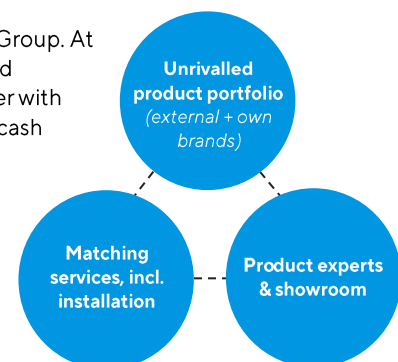 Group. At
d
er with
cash
Unrivalled
product portfolio
(external + own
brands)
Matching
services, incl.
installation
Product experts
& showroom